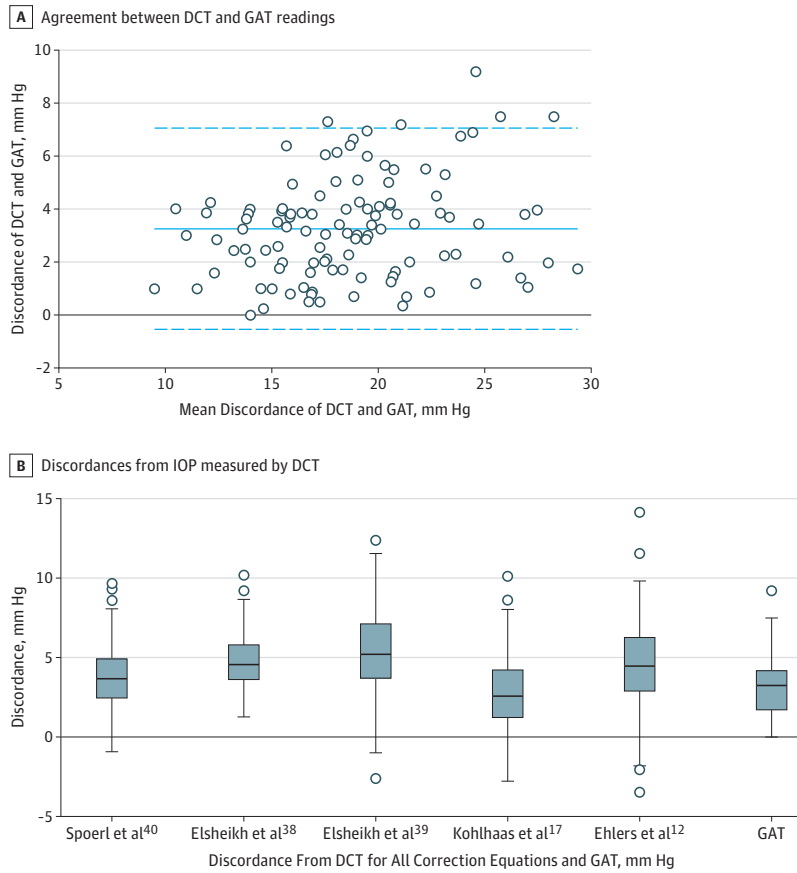 A Agreement between DCT and GAT readings
10
8
6
4
2
0
-2
5 10 15 20 25 30
Discordance of DCT and GAT, mm Hg
Mean Discordance of DCT and GAT, mm Hg
B Discordances from IOP measured by DCT
15
10
5
0
-5
Discordance, mm Hg
Spoerl et al40 Elsheikh et al38 Elsheikh et al39 Kohlhaas et al17 Ehlers et al12 GAT
Discordance From DCT for All Correction Equations and GAT, mm Hg